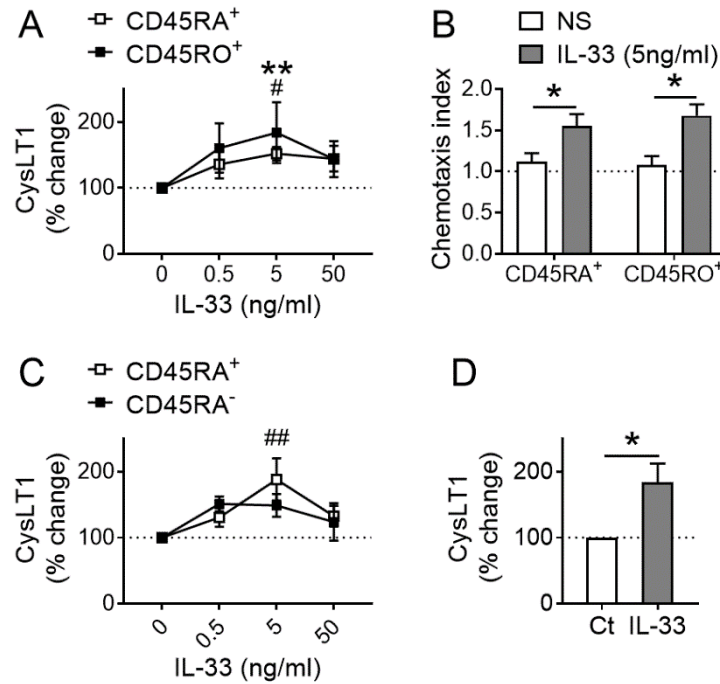 A
CD45RA⁺
CD45RO⁺
**
#
200
100
0
CysLT1
(% change)
0
0.5
5
50
IL-33 (ng/ml)
B
NS
IL-33 (5ng/ml)
*
*
2.0
1.5
1.0
0.5
0.0
Chemotaxis index
CD45RA⁺
CD45RO⁺
C
CD45RA⁺
CD45RA⁻
##
200
100
0
CysLT1
(% change)
0
0.5
5
50
IL-33 (ng/ml)
D
*
200
100
0
CysLT1
(% change)
Ct IL-33